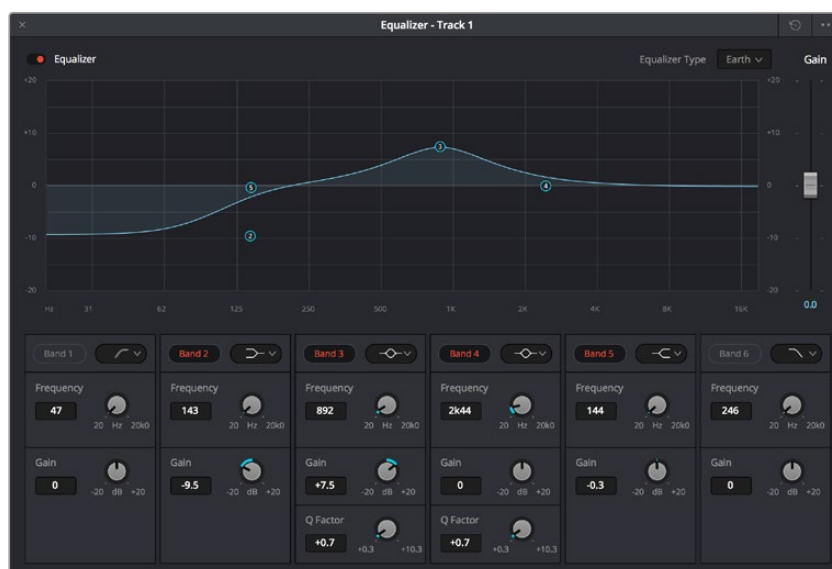 Equalizer - Track 1
Equalizer
Equalizer Type Earth Gain
+20 +20
+10 +10
0 0
-10 -10
-20 -20
5
3
4
2
Hz 31 62 125 250 500 1K 2K 4K 8K 16K
0.0
Band 1 Band 2 Band 3 Band 4 Band 5 Band 6
Frequency Frequency Frequency Frequency Frequency Frequency
47 143 892 2k44 144 246
20 Hz 20k0 20 Hz 20k0 20 Hz 20k0 20 Hz 20k0 20 Hz 20k0 20 Hz 20k0
Gain Gain Gain Gain Gain Gain
0 -9.5 +7.5 0 -0.3 0
-20 dB +20 -20 dB +20 -20 dB +20 -20 dB +20 -20 dB +20 -20 dB +20
Q Factor Q Factor
+0.7 +0.7
+0.3 +10.3 +0.3 +10.3